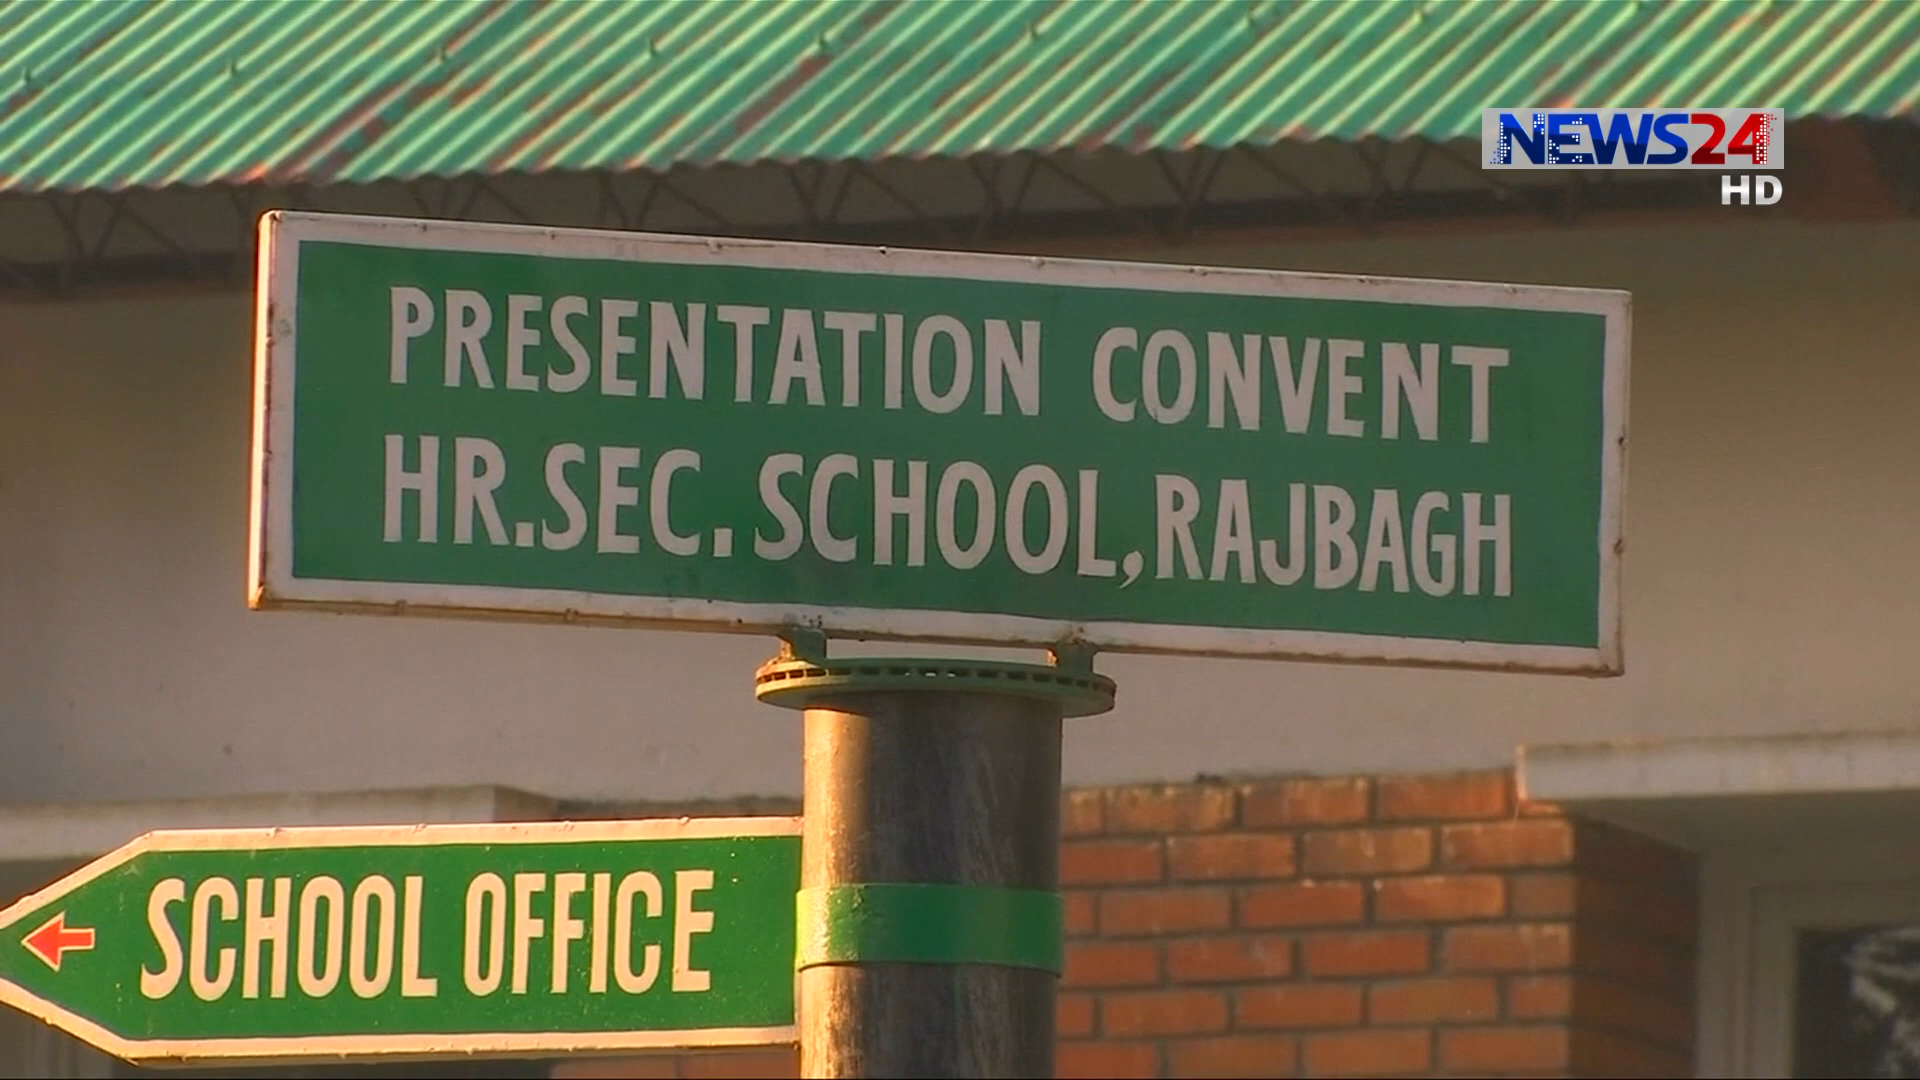 NEWS24
HD
PRESENTATION CONVENT
HR.SEC.SCHOOL,RAJBAGH
SCHOOL OFFICE